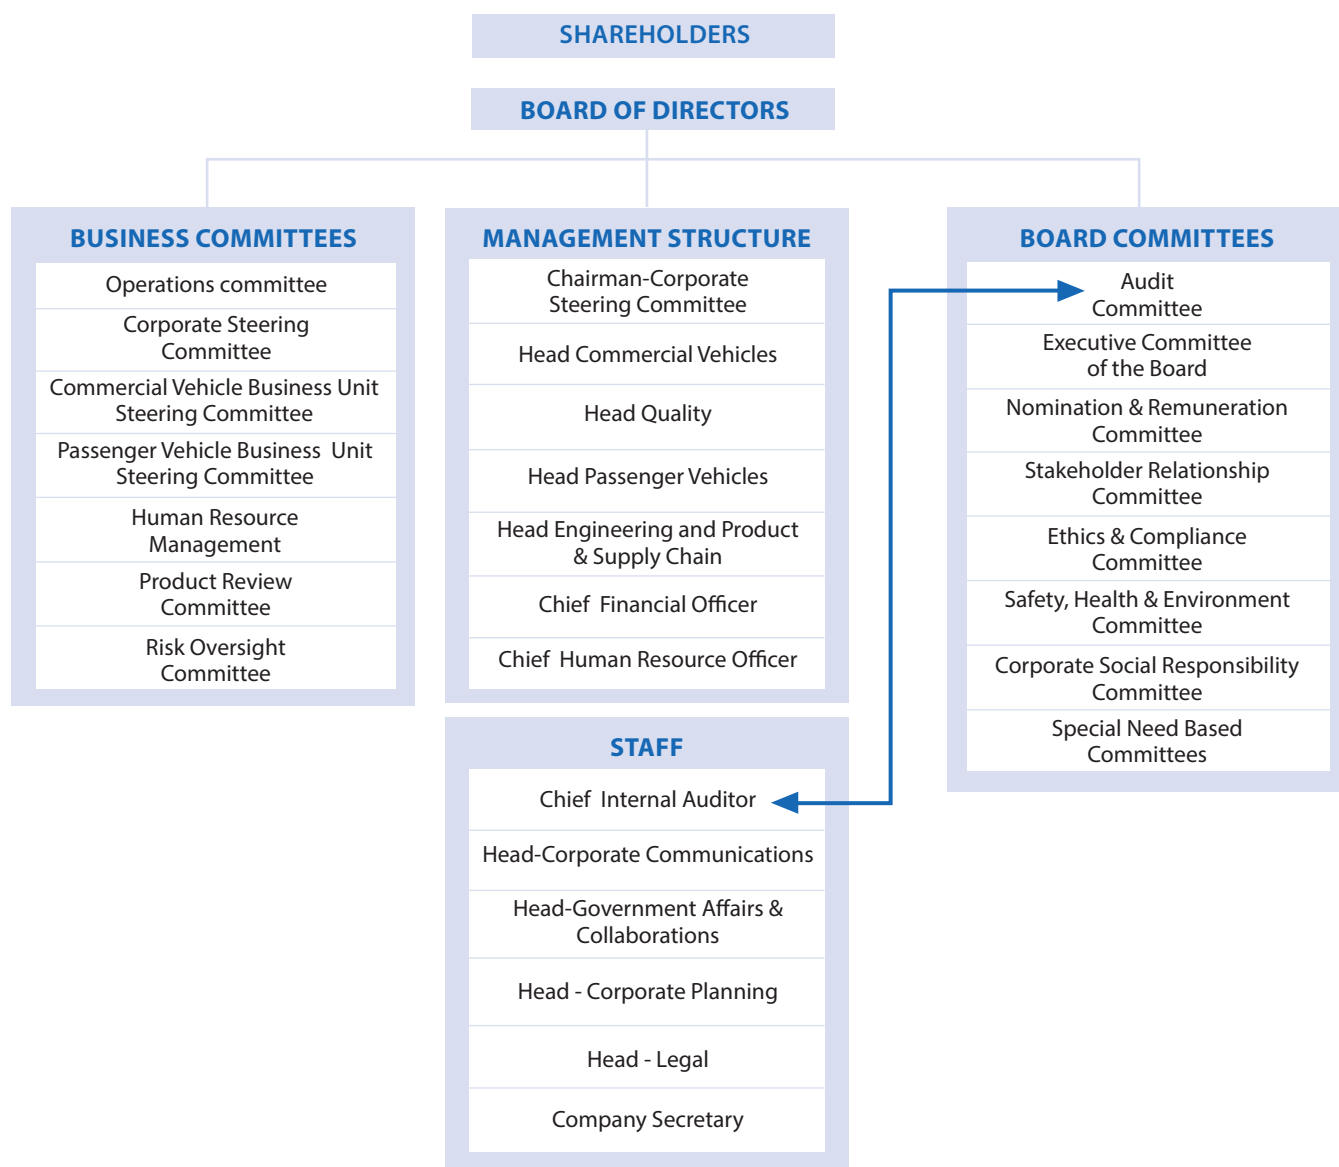 SHAREHOLDERS
BOARD OF DIRECTORS
BUSINESS COMMITTEES
Operations committee
Corporate Steering
Committee
Commercial Vehicle Business Unit
Steering Committee
Passenger Vehicle Business Unit
Steering Committee
Human Resource
Management
Product Review
Committee
Risk Oversight
Committee
MANAGEMENT STRUCTURE
Chairman-Corporate
Steering Committee
Head Commercial Vehicles
Head Quality
Head Passenger Vehicles
Head Engineering and Product
& Supply Chain
Chief Financial Officer
Chief Human Resource Officer
STAFF
Chief Internal Auditor
Head-Corporate Communications
Head-Government Affairs &
Collaborations
Head - Corporate Planning
Head - Legal
Company Secretary
BOARD COMMITTEES
Audit
Committee
Executive Committee
of the Board
Nomination & Remuneration
Committee
Stakeholder Relationship
Committee
Ethics & Compliance
Committee
Safety, Health & Environment
Committee
Corporate Social Responsibility
Committee
Special Need Based
Committees